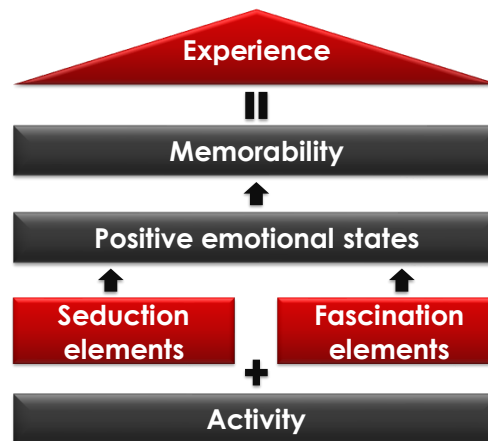 Experience
Memorability
Positive emotional states
Seduction
elements
Fascination
elements
+
Activity